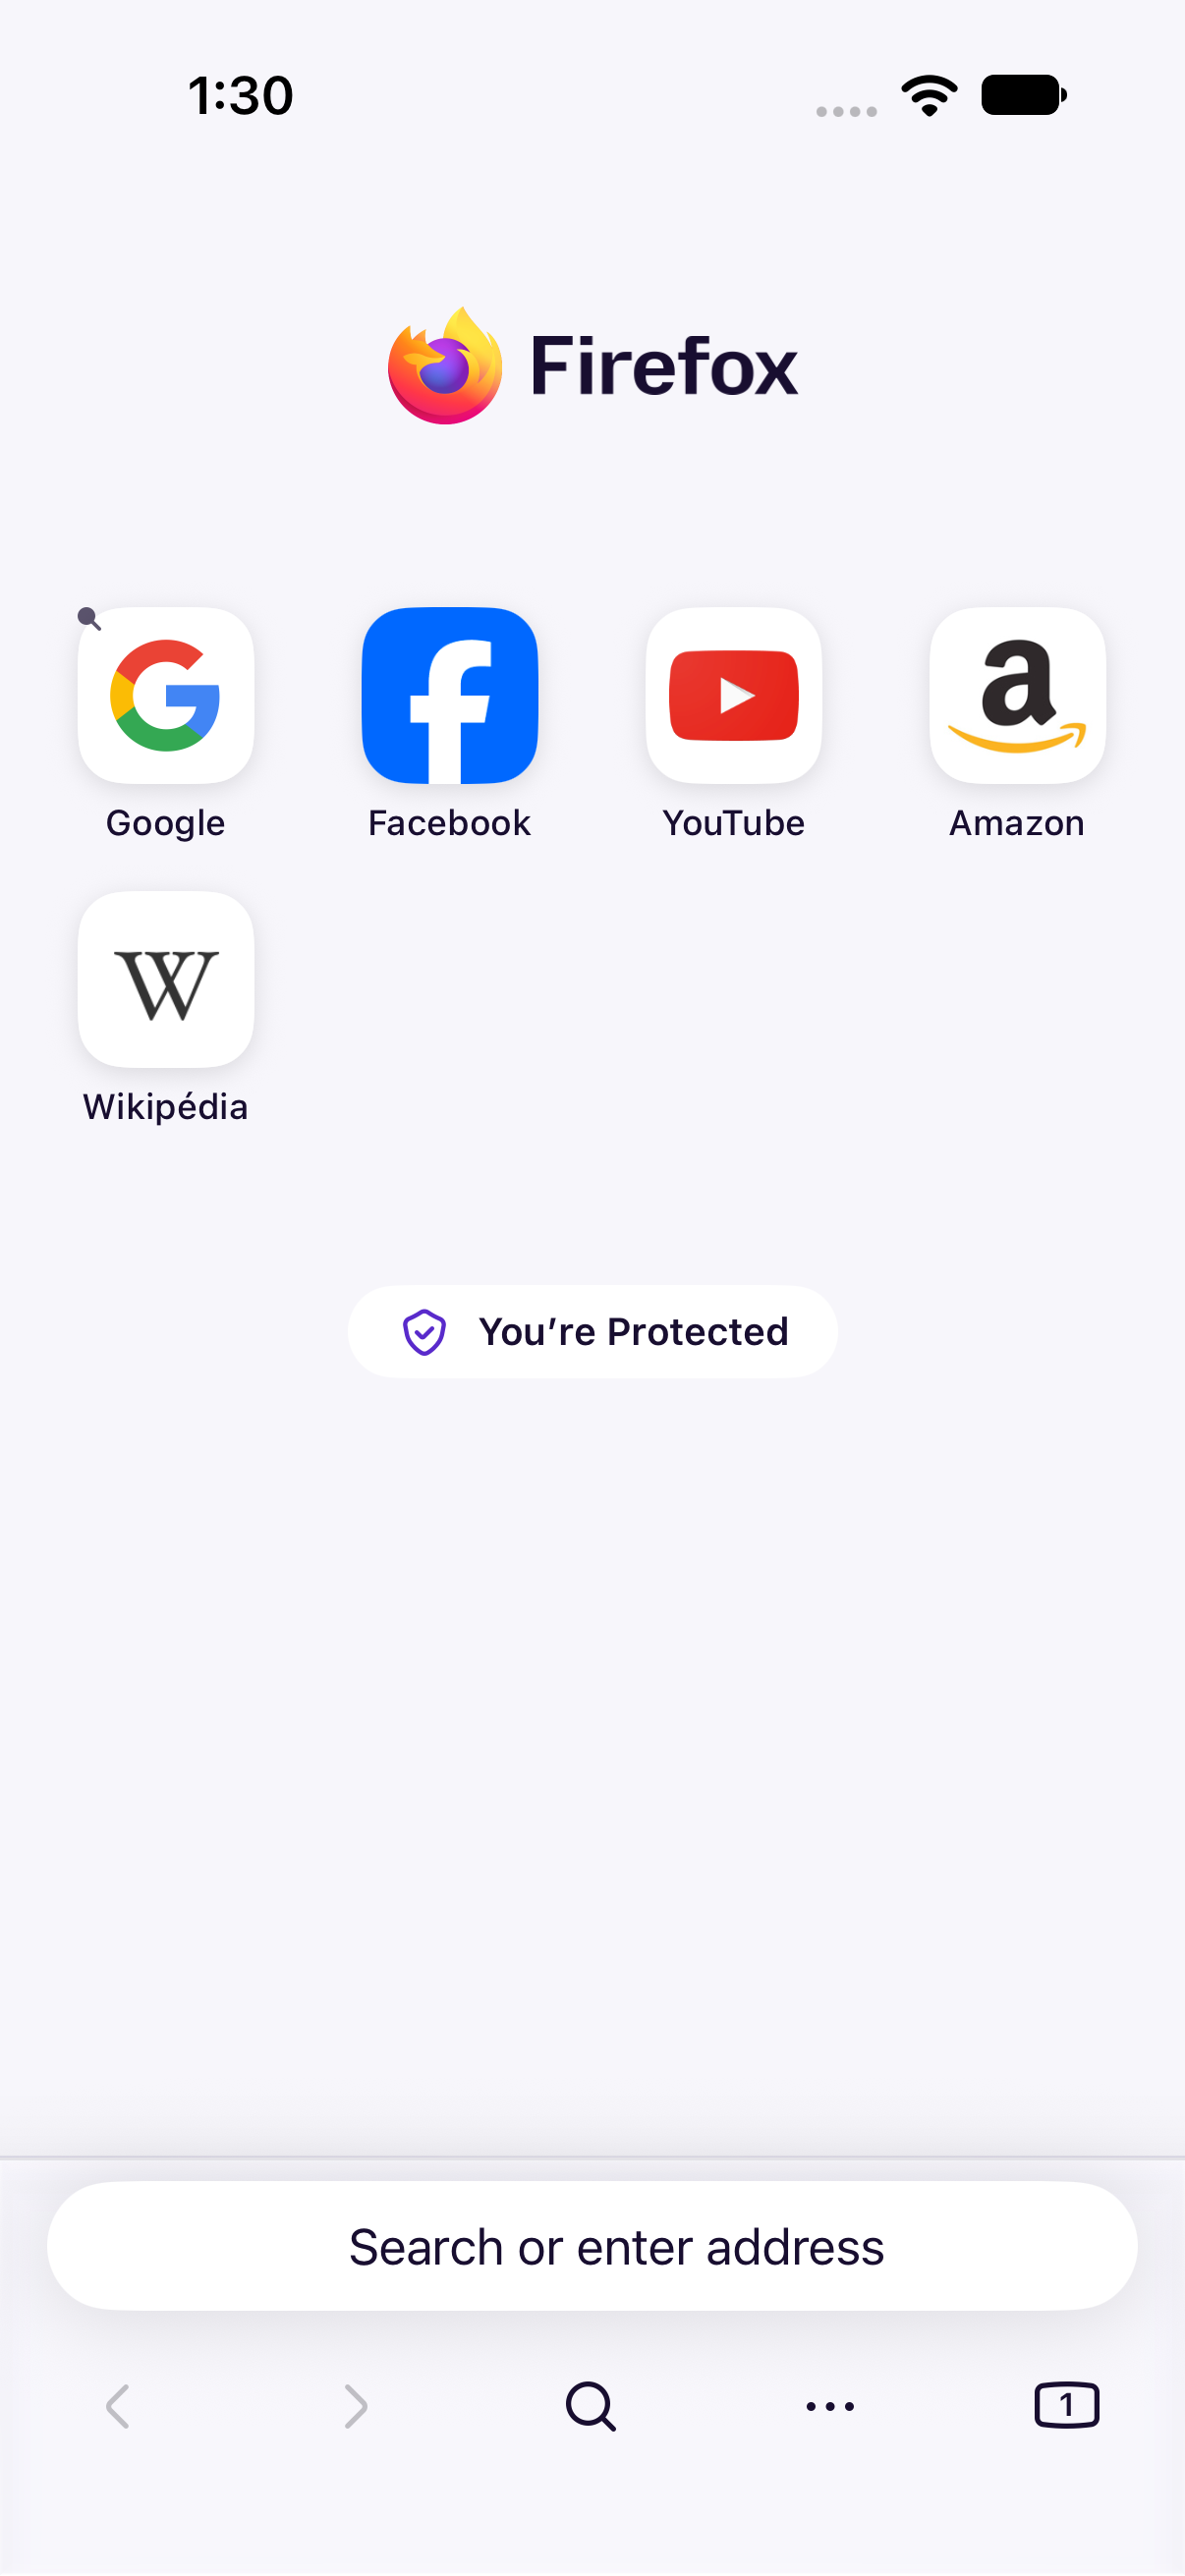 1:30
Firefox
Google
Facebook
YouTube
Amazon
Wikipédia
You’re Protected
Search or enter address
1